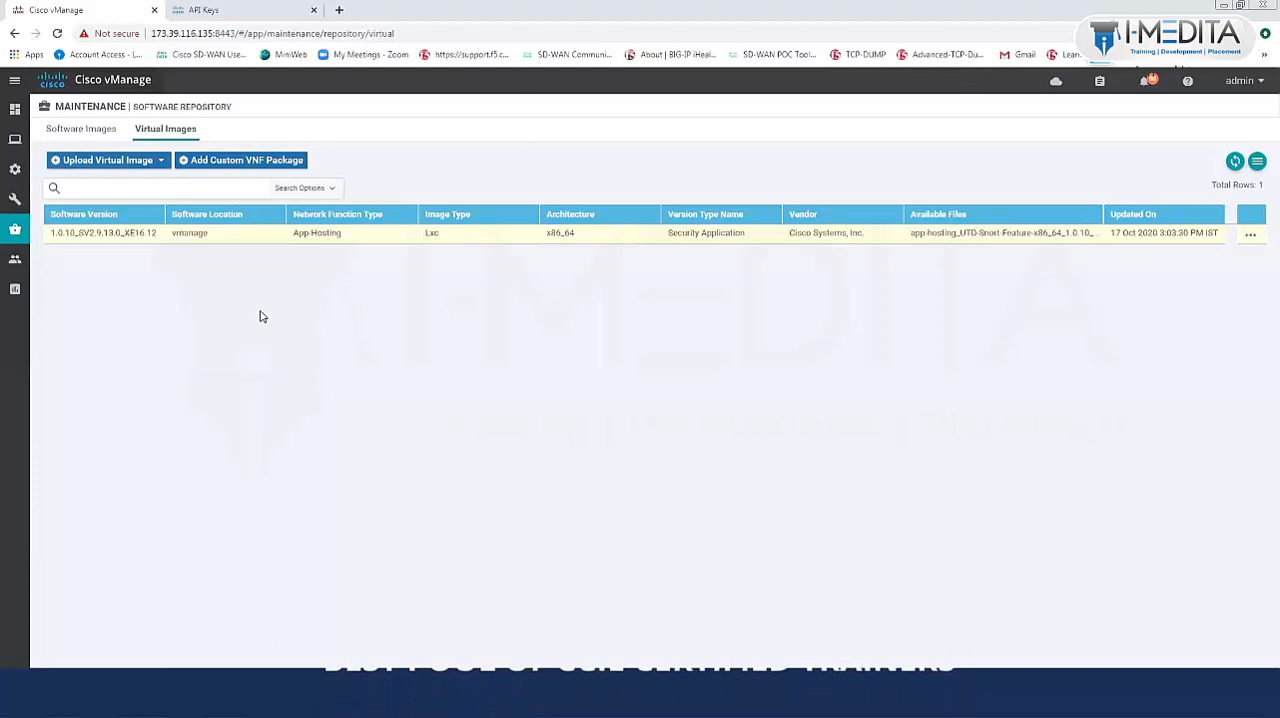 Cisco vManage
API Keys
Not secure
173.39.116.135:8443/#/app/maintenance/repository/virtual
I-MEDITA
Training | Development | Placement
Apps
Account Access - L...
Cisco SD-WAN Use...
MiniWeb
My Meetings - Zoom
https://support.f5.c...
SD-WAN Communi...
About | BIG-IP iHeal...
SD-WAN POC Tool...
TCP-DUMP
Advanced-TCP-Du...
Gmail
Learn
cisco
Cisco vManage
admin
MAINTENANCE | SOFTWARE REPOSITORY
Software Images
Virtual Images
Upload Virtual Image
Add Custom VNF Package
Search Options
Total Rows: 1
Software Version Software Location Network Function Type Image Type Architecture Version Type Name Vendor Available Files Updated On
1.0.10_SV2.9.13.0_XE16.12 vmanage App-Hosting Lxc x86_64 Security Application Cisco Systems, Inc. app-hosting_UTD-Snort-Feature-x86_64_1.0.10_... 17 Oct 2020 3:03:30 PM IST
I-MEDITA